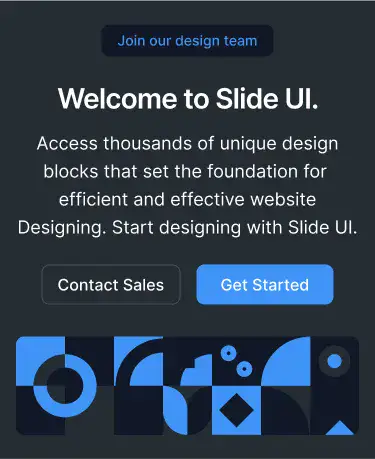 Join our design team
Welcome to Slide UI.
Access thousands of unique design
blocks that set the foundation for
efficient and effective website
Designing. Start designing with Slide UI.
Contact Sales
Get Started